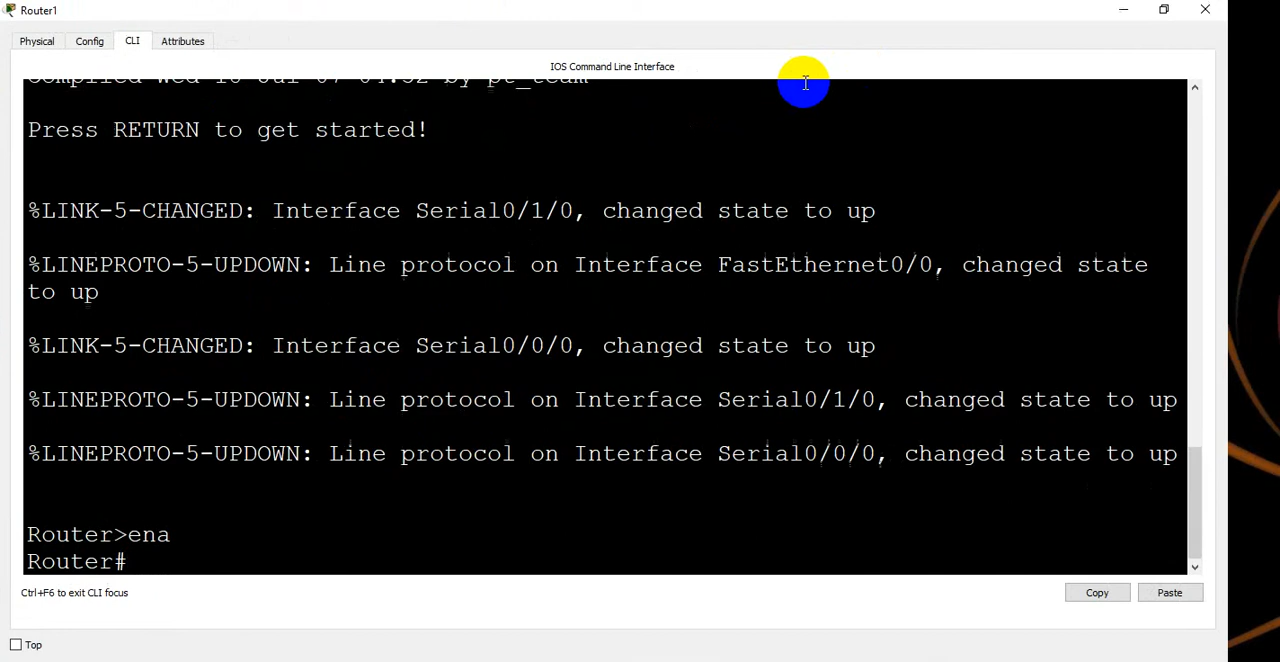 Router1
Physical
Config
CLI
Attributes
IOS Command Line Interface
Compiled Wed 18 Jul 07 04:52 by pt_team
Press RETURN to get started!
%LINK-5-CHANGED: Interface Serial0/1/0, changed state to up
%LINEPROTO-5-UPDOWN: Line protocol on Interface FastEthernet0/0, changed state
to up
%LINK-5-CHANGED: Interface Serial0/0/0, changed state to up
%LINEPROTO-5-UPDOWN: Line protocol on Interface Serial0/1/0, changed state to up
%LINEPROTO-5-UPDOWN: Line protocol on Interface Serial0/0/0, changed state to up
Router>ena
Router#
Ctrl+F6 to exit CLI focus
Copy
Paste
Top